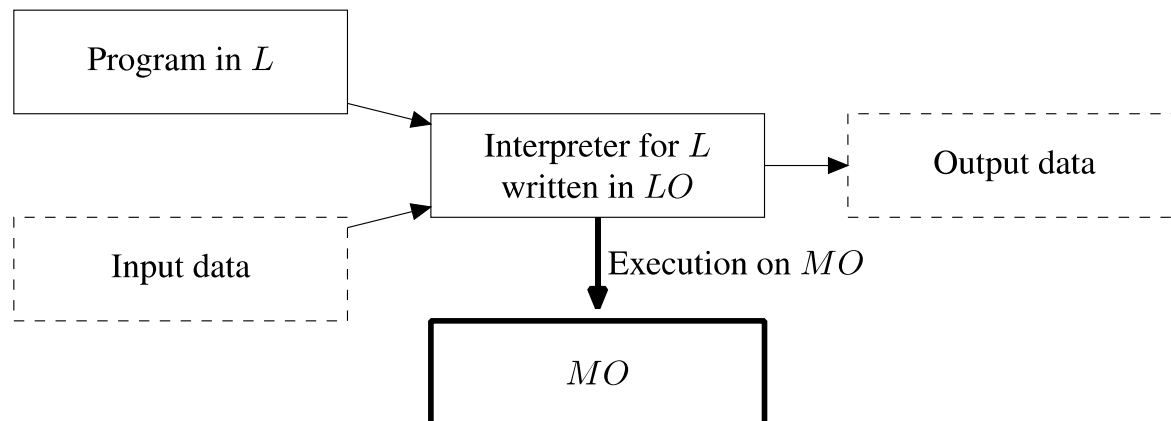 Program in L
Input data
Interpreter for L
written in LO
Output data
Execution on MO
MO